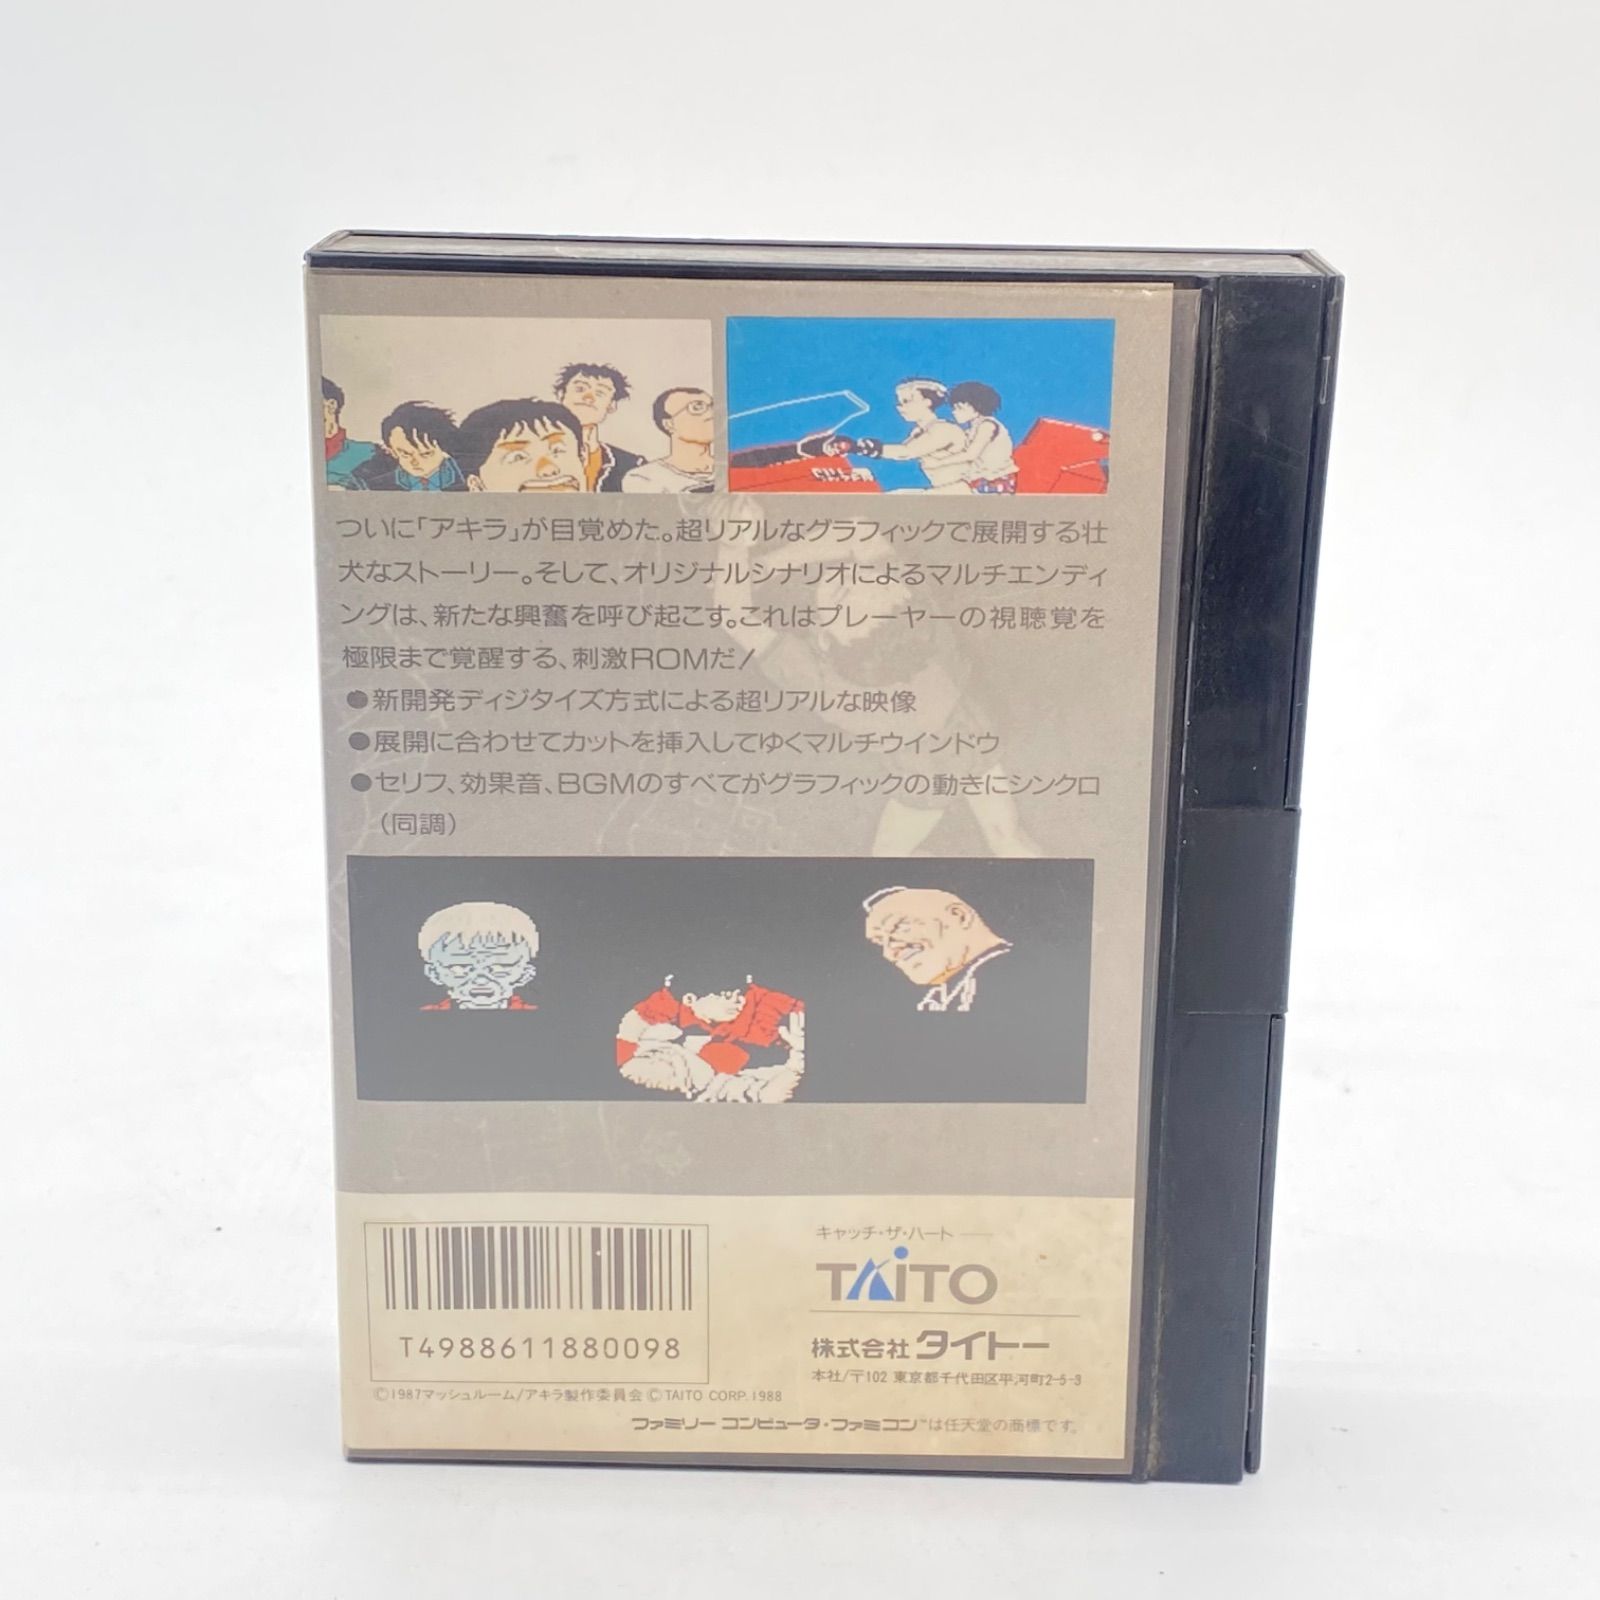 ついに「アキラ」が目覚めた。超リアルなグラフィックで展開する壮
大なストーリー。そして、オリジナルシナリオによるマルチエンディ
ングは、新たな興奮を呼び起こす。これはプレーヤーの視聴覚を
極限まで覚醒する、刺激ROMだ!
●新開発ディジタイズ方式による超リアルな映像
●展開に合わせてカットを挿入してゆくマルチウインドウ
●セリフ、効果音、BGMのすべてがグラフィックの動きにシンクロ
(同調)
T4988611880098
キャッチ・ザ・ハート
TAITO
株式会社タイトー
本社/〒102 東京都千代田区平河町2-5-3
©1987マッシュルーム/アキラ製作委員会 ©TAITO CORP. 1988
ファミリーコンピュータ・ファミコン™は任天堂の商標です。